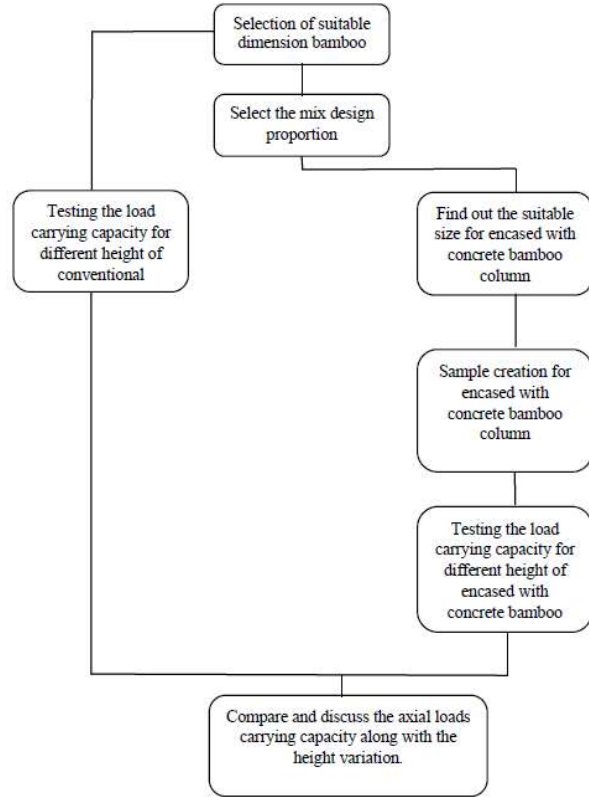 Selection of suitable
dimension bamboo
Select the mix design
proportion
Testing the load
carrying capacity for
different height of
conventional
Find out the suitable
size for encased with
concrete bamboo
column
Sample creation for
encased with
concrete bamboo
column
Testing the load
carrying capacity for
different height of
encased with
concrete bamboo
Compare and discuss the axial loads
carrying capacity along with the
height variation.